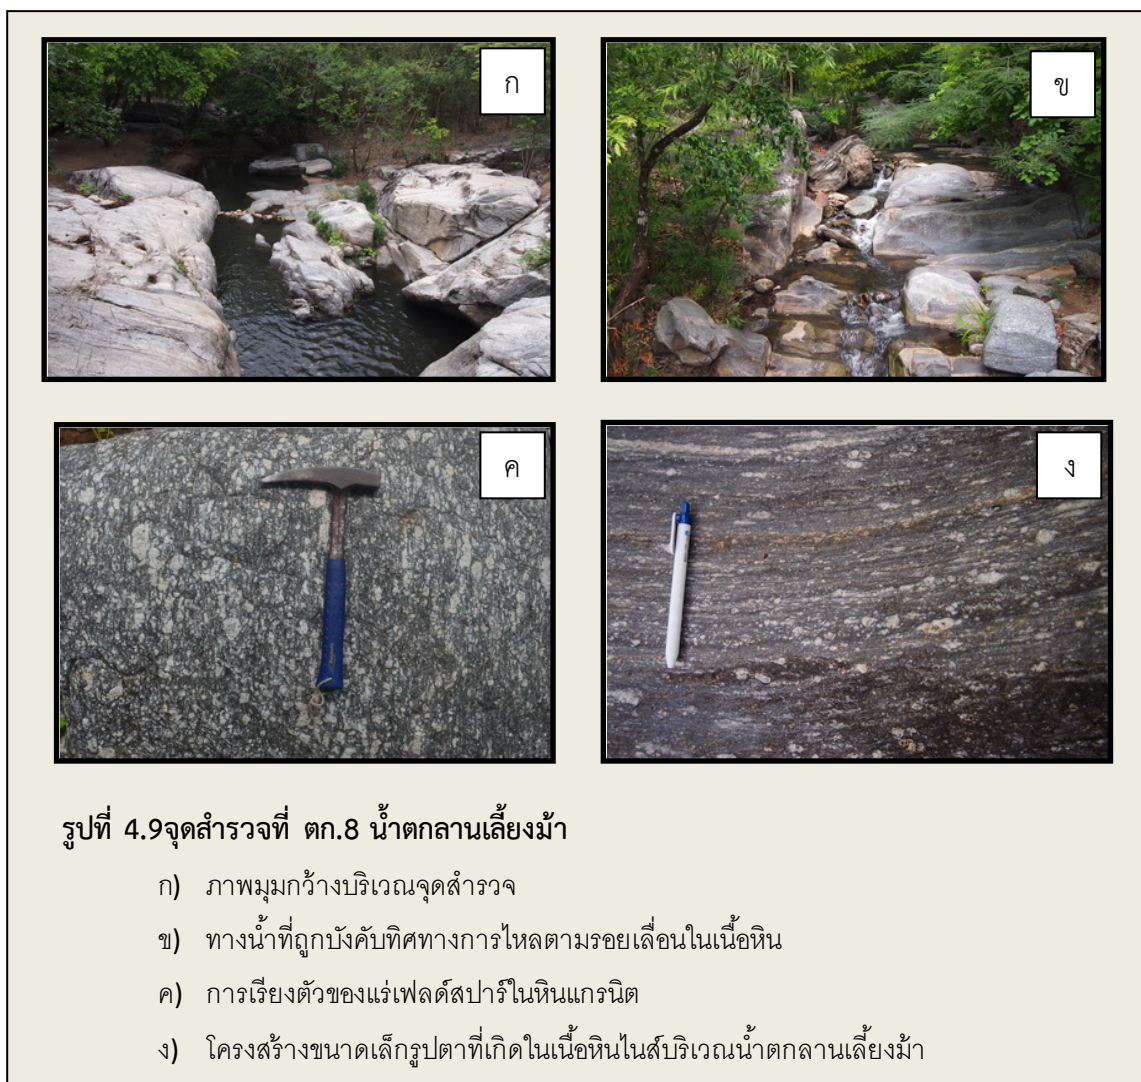 ก
ข
ค
ง
รูปที่ 4.9จุดสำรวจที่ ตก.8 น้ำตกลานเลี้ยงม้า
ก) ภาพมุมกว้างบริเวณจุดสำรวจ
ข) ทางน้ำที่ถูกบังคับทิศทางการไหลตามรอยเลื่อนในเนื้อหิน
ค) การเรียงตัวของแร่เฟลด์สปาร์ในหินแกรนิต
ง) โครงสร้างขนาดเล็กรูปตาที่เกิดในเนื้อหินไนส์บริเวณน้ำตกลานเลี้ยงม้า